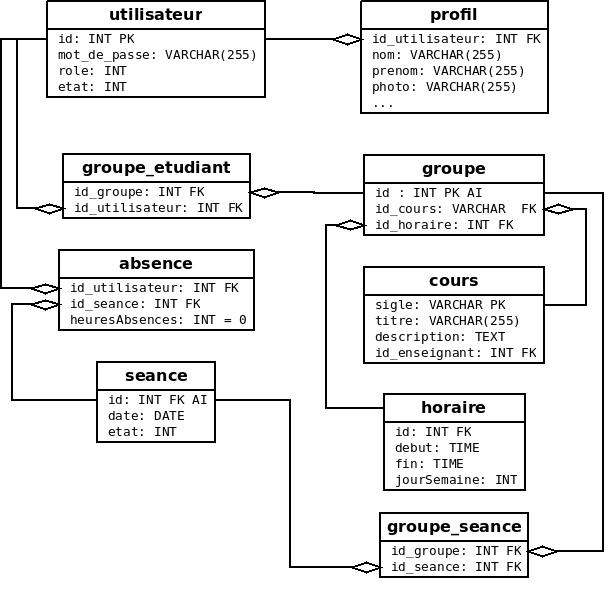 utilisateur
id: INT PK
mot_de_passe: VARCHAR(255)
role: INT
etat: INT
profil
id_utilisateur: INT FK
nom: VARCHAR(255)
prenom: VARCHAR(255)
photo: VARCHAR(255)
...
groupe_etudiant
id_groupe: INT FK
id_utilisateur: INT FK
groupe
id : INT PK AI
id_cours: VARCHAR  FK
id_horaire: INT FK
absence
id_utilisateur: INT FK
id_seance: INT FK
heuresAbsences: INT = 0
cours
sigle: VARCHAR PK
titre: VARCHAR(255)
description: TEXT
id_enseignant: INT FK
seance
id: INT FK AI
date: DATE
etat: INT
horaire
id: INT FK
debut: TIME
fin: TIME
jourSemaine: INT
groupe_seance
id_groupe: INT FK
id_seance: INT FK